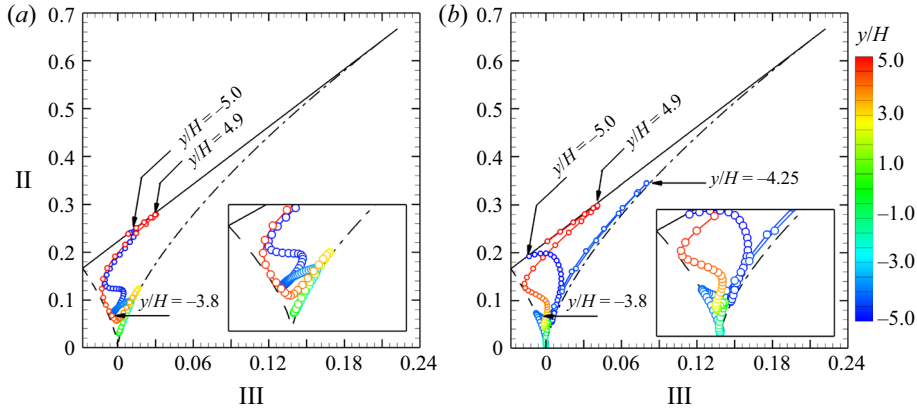 (a)
0.7
0.6
0.5
0.4
II
0.3
0.2
0.1
0
0
0.06
0.12
0.18
0.24
III
y/H = –5.0
y/H = 4.9
y/H = –3.8
(b)
0.7
0.6
0.5
0.4
0.3
0.2
0.1
0
0
0.06
0.12
0.18
0.24
III
y/H = –5.0
y/H = 4.9
y/H = –4.25
y/H = –3.8
y/H
5.0
3.0
1.0
–1.0
–3.0
–5.0